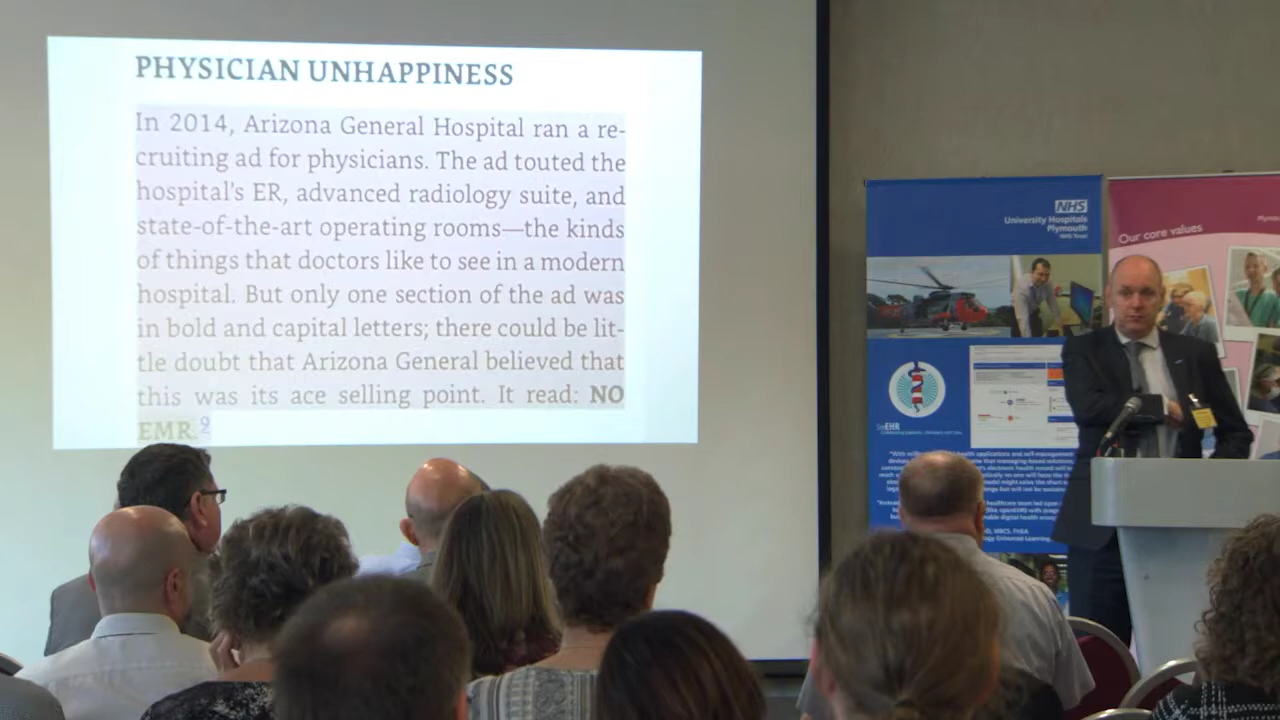 PHYSICIAN UNHAPPINESS
In 2014, Arizona General Hospital ran a re-
cruiting ad for physicians. The ad touted the
hospital's ER, advanced radiology suite, and
state-of-the-art operating rooms—the kinds
of things that doctors like to see in a modern
hospital. But only one section of the ad was
in bold and capital letters; there could be lit-
tle doubt that Arizona General believed that
this was its ace selling point. It read: NO
EMR.9
NHS
University Hospitals
Plymouth
NHS Trust
Our core values